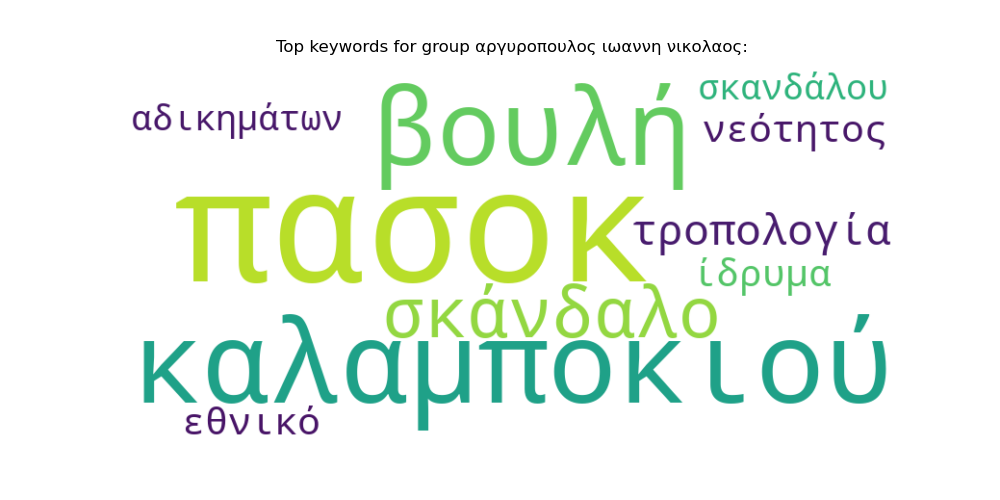 Top keywords for group αργυροπουλος ιωαννη νικολαος:
σκανδάλου
αδικημάτων
βουλή
νεότητος
πασοκ
τροπολογία
ίδρυμα
σκάνδαλο
καλαμποκιού
εθνικό